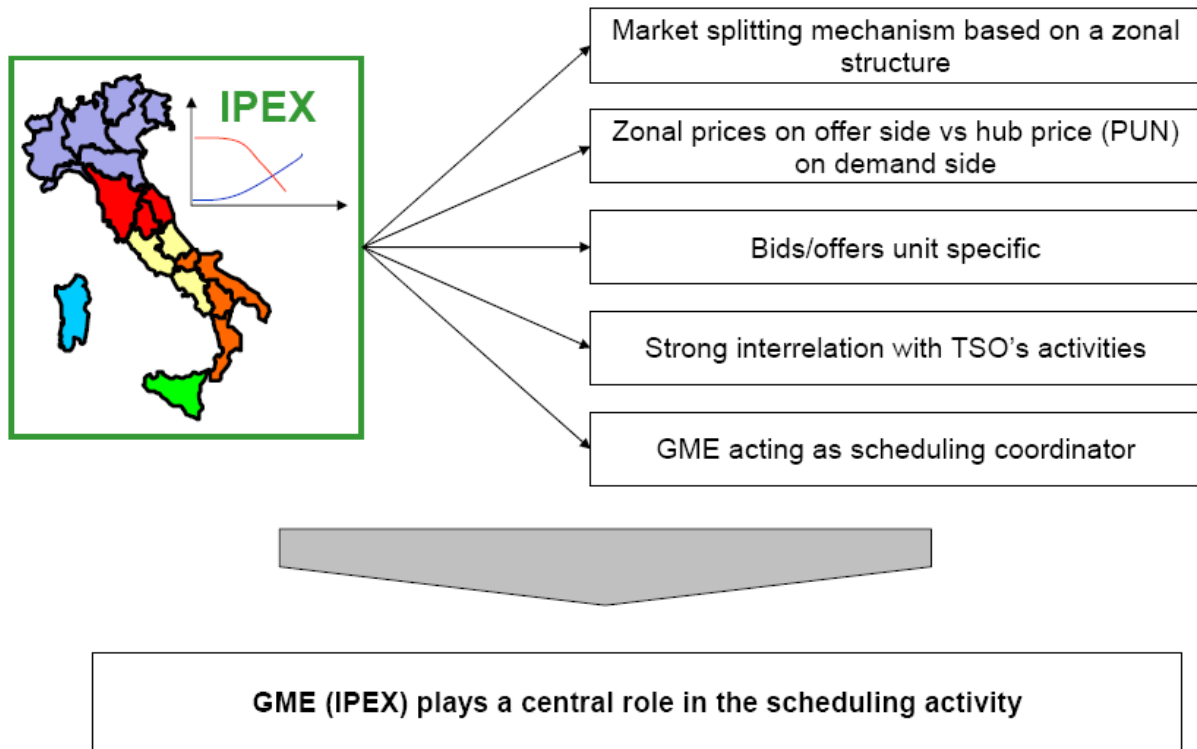 IPEX
Market splitting mechanism based on a zonal
structure
Zonal prices on offer side vs hub price (PUN)
on demand side
Bids/offers unit specific
Strong interrelation with TSO's activities
GME acting as scheduling coordinator
GME (IPEX) plays a central role in the scheduling activity